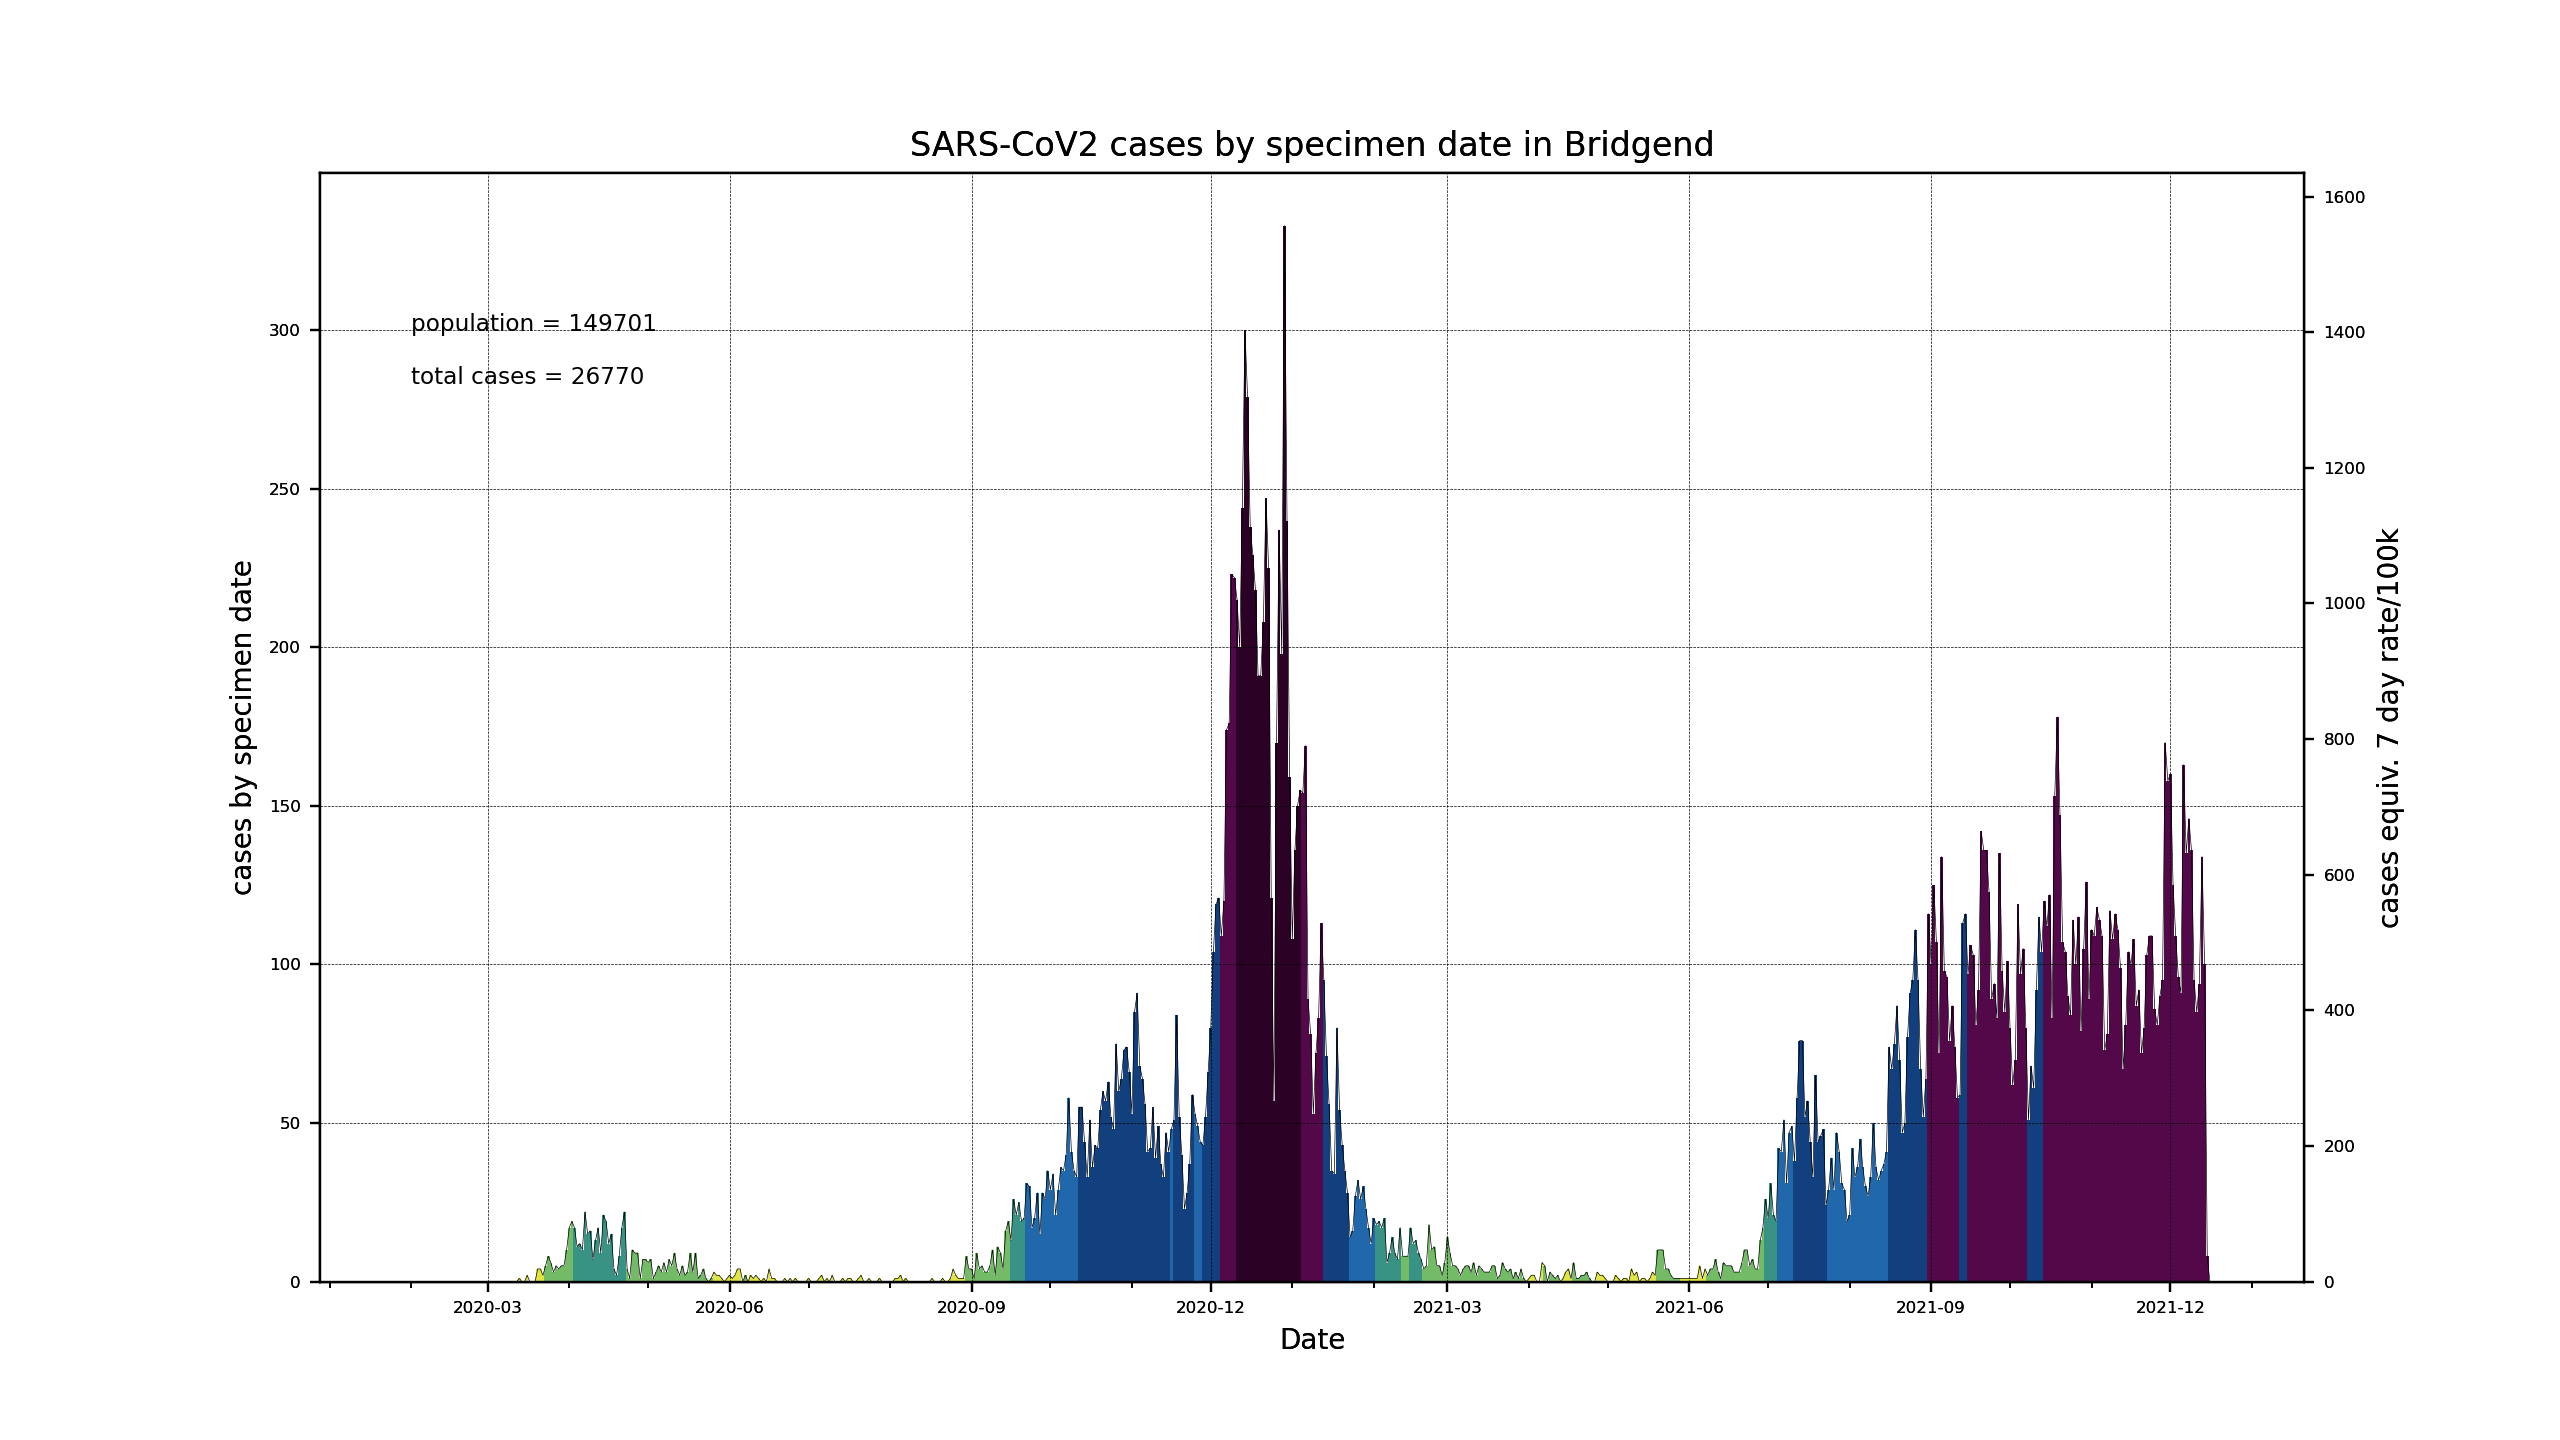 SARS-CoV2 cases by specimen date in Bridgend
population = 149701
total cases = 26770
cases by specimen date
300
250
200
150
100
50
0
1600
1400
1200
1000
800
600
400
200
0
cases equiv. 7 day rate/100k
2020-03 2020-06 2020-09 2020-12 2021-03 2021-06 2021-09 2021-12
Date